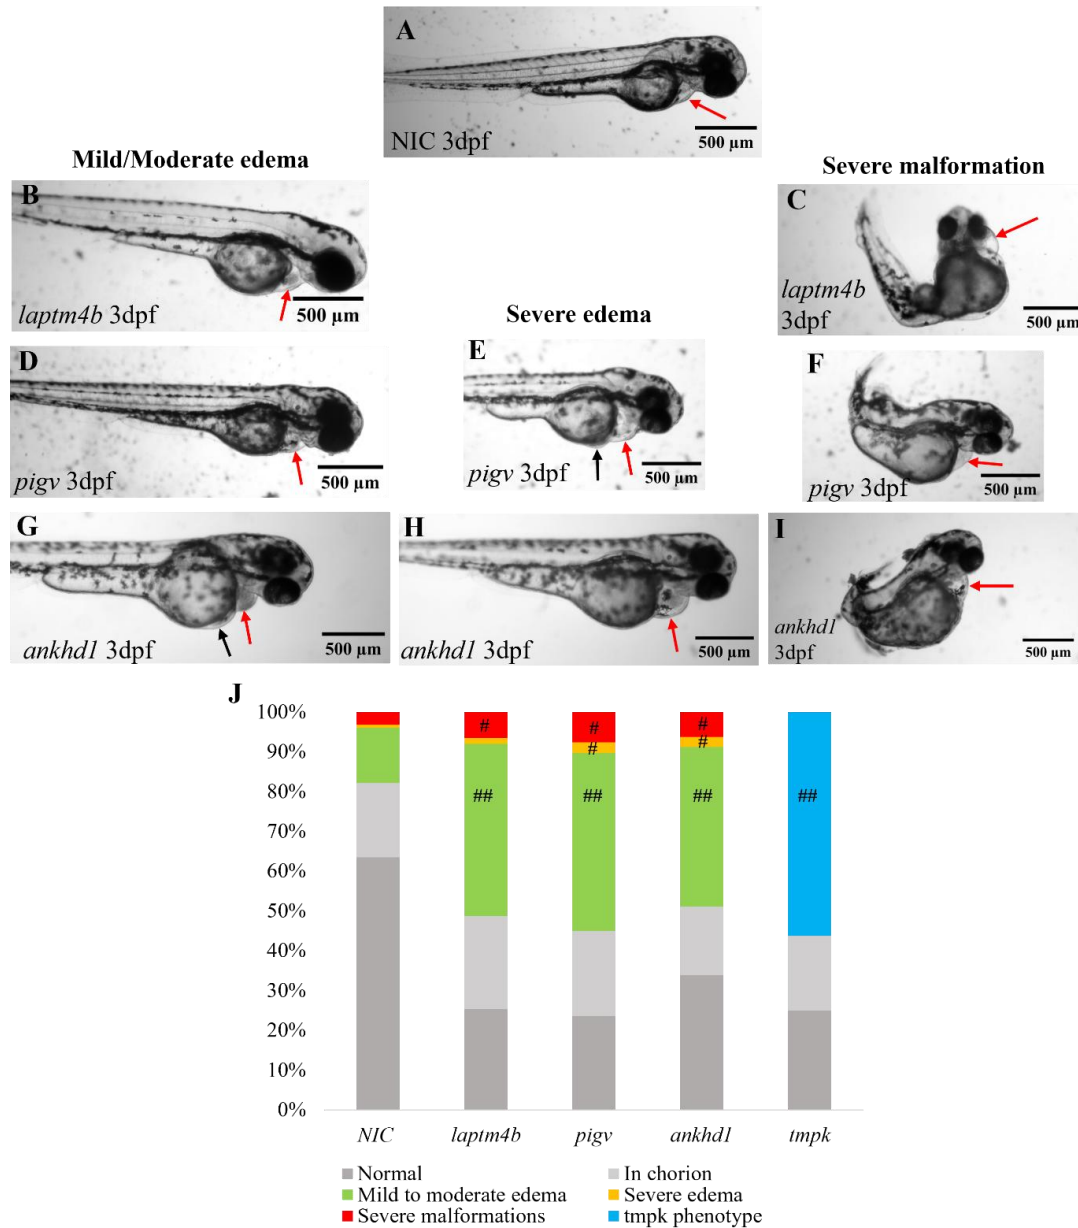 A
NIC 3dpf
500 µm
Mild/Moderate edema
Severe malformation
B
laptm4b 3dpf
500 µm
C
laptm4b
3dpf
500 µm
Severe edema
D
pigv 3dpf
500 µm
E
pigv 3dpf
500 µm
F
pigv 3dpf
500 µm
G
ankhd1 3dpf
500 µm
H
ankhd1 3dpf
500 µm
I
ankhd1
3dpf
500 µm
J
100%
90%
80%
70%
60%
50%
40%
30%
20%
10%
0%
# # #
# #
## ## ## ##
NIC laptm4b pigv ankhd1 tmpk
Normal In chorion
Mild to moderate edema Severe edema
Severe malformations tmpk phenotype